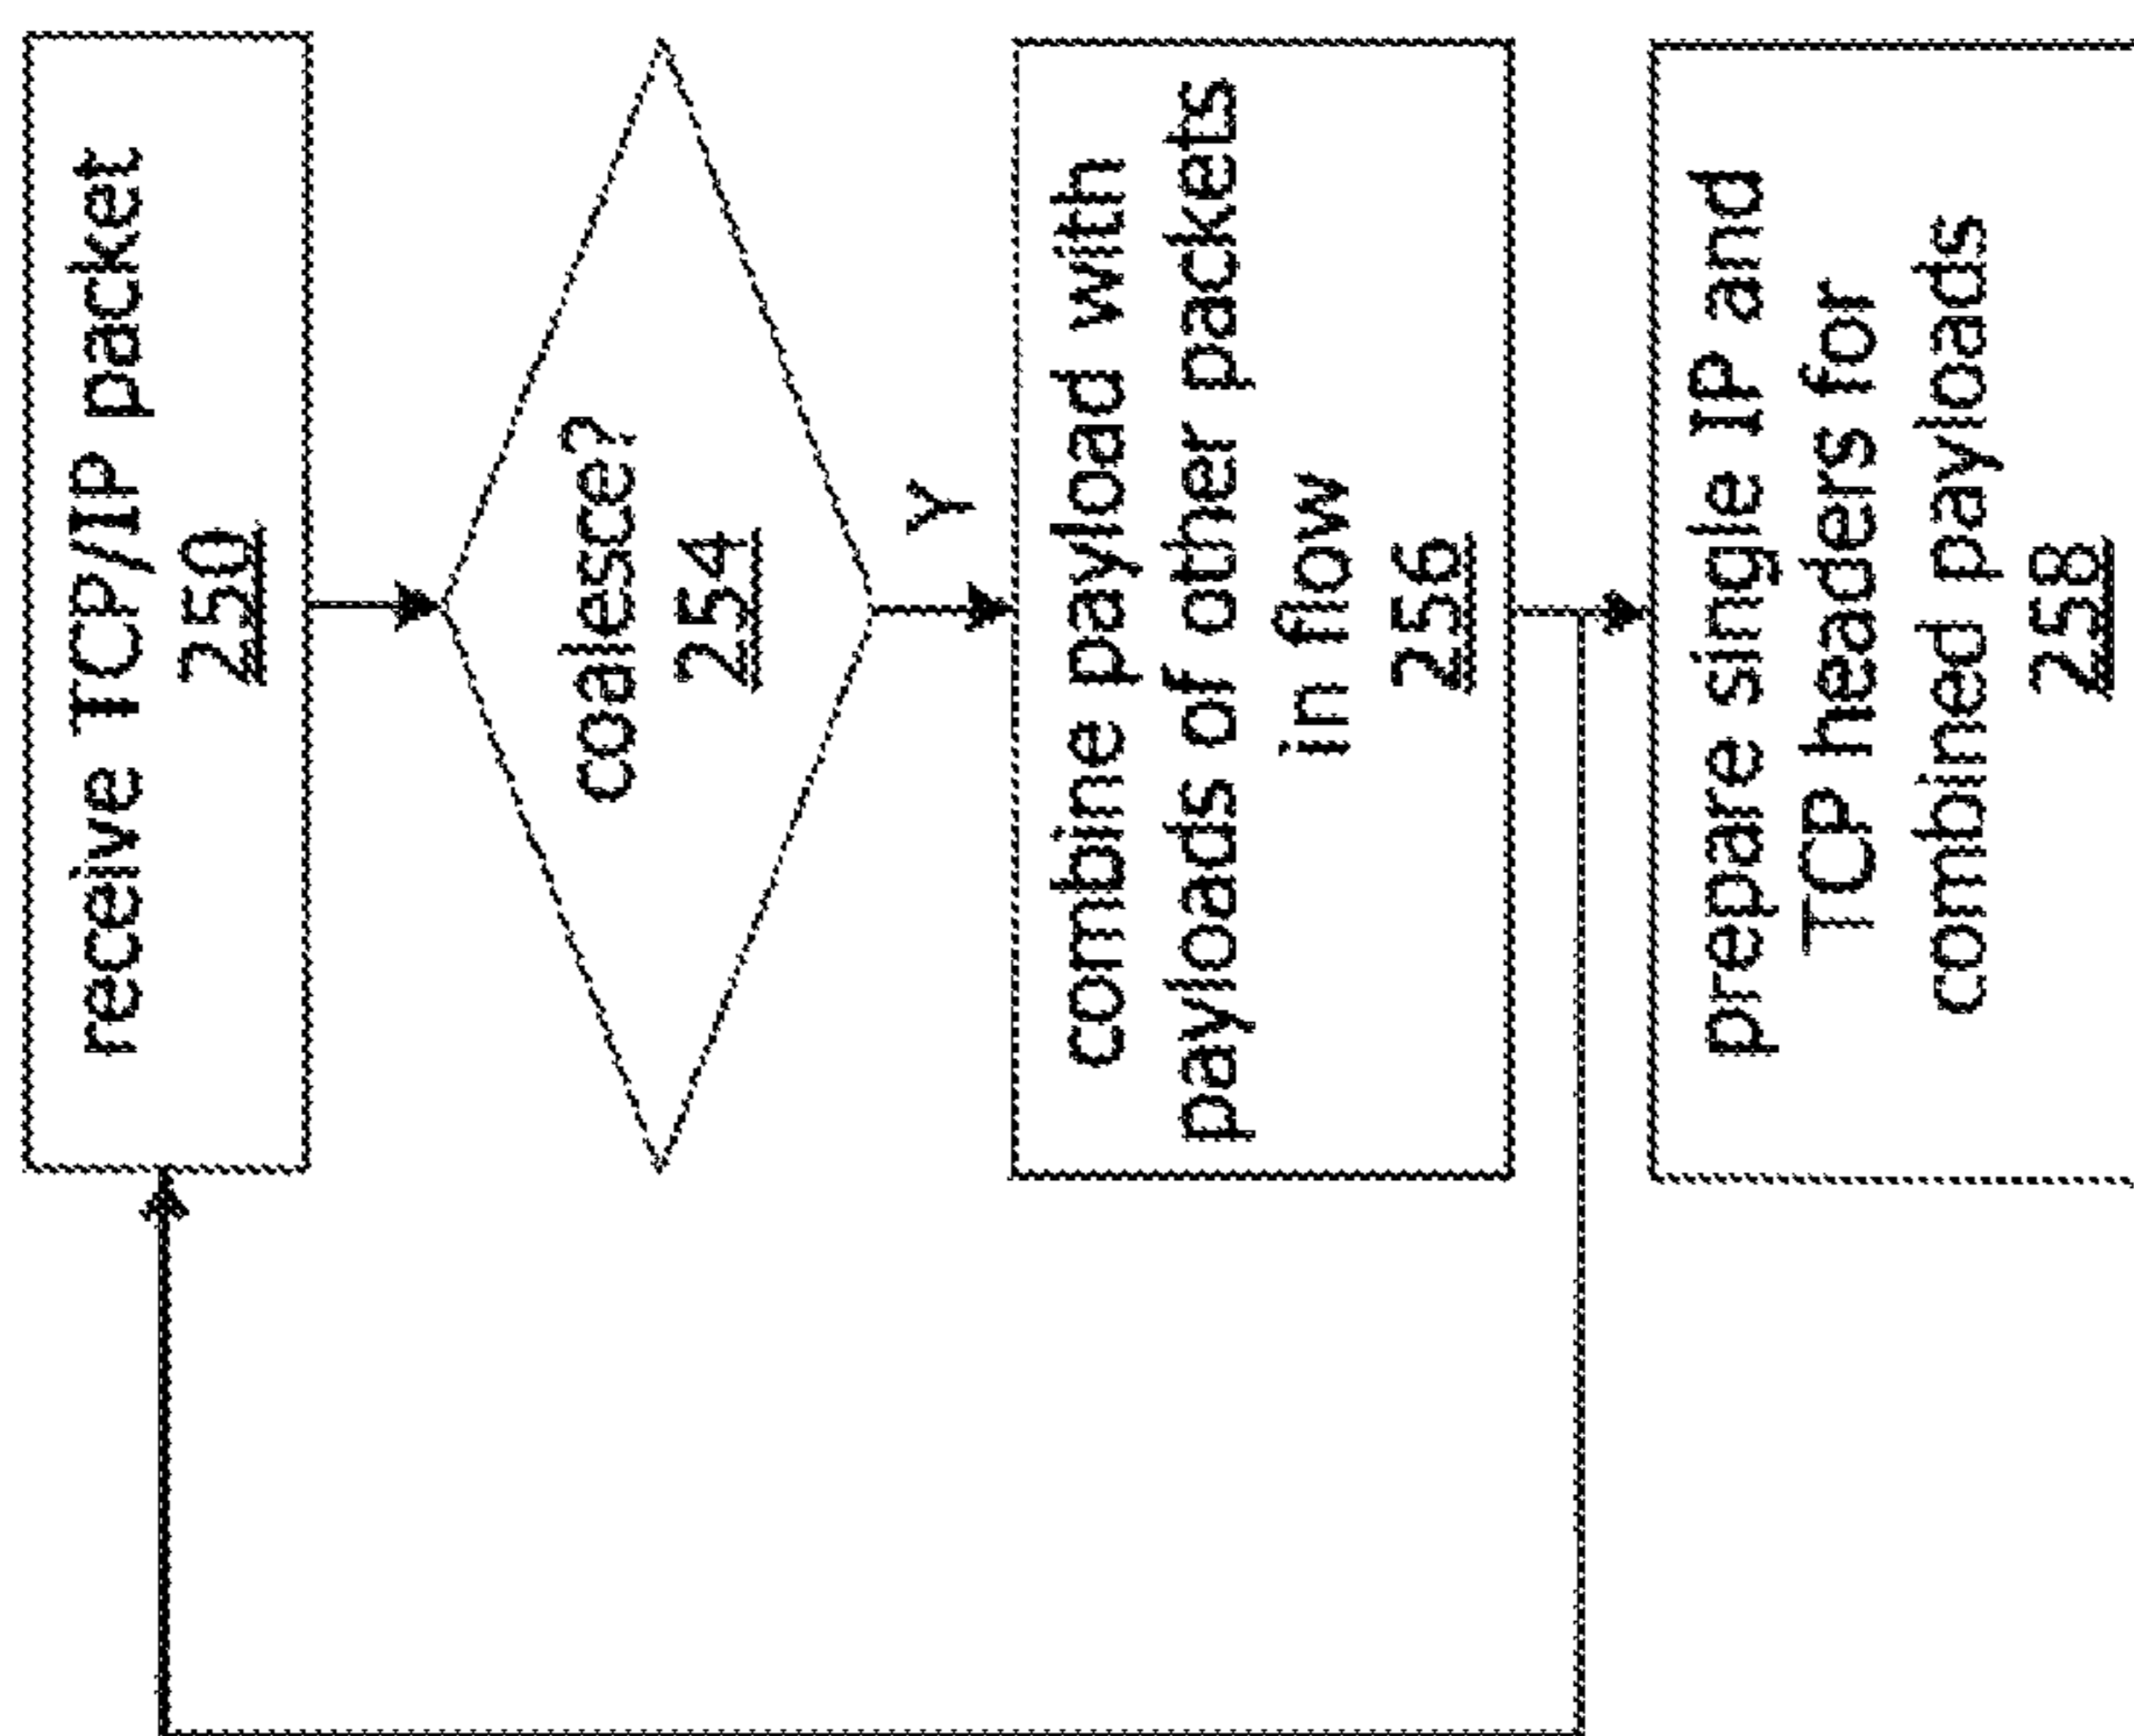 receive TCP/IP packet
250
coalesce?
254
Y
combine payload with
payloads of other packets
in flow
256
prepare single IP and
TCP headers for
combined payloads
258